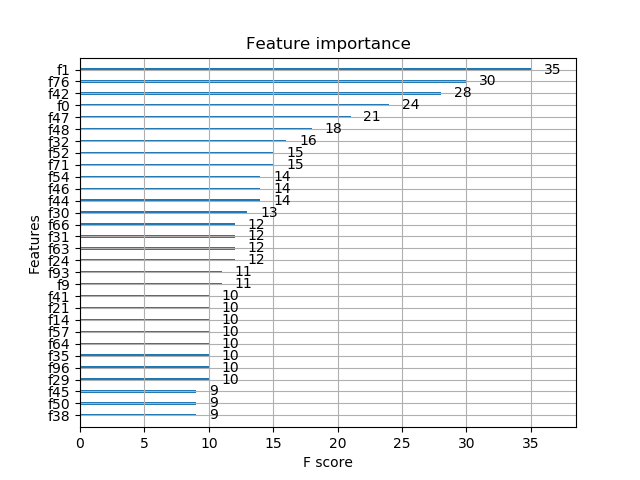 Feature importance
f1 35
f76 30
f42 28
f0 24
f47 21
f48 18
f32 16
f52 15
f71 15
f54 14
f46 14
f44 14
f30 13
f66 12
f31 12
f63 12
f24 12
f93 11
f9 11
f41 10
f21 10
f14 10
f57 10
f64 10
f35 10
f96 10
f29 10
f45 9
f50 9
f38 9
Features
0 5 10 15 20 25 30 35
F score